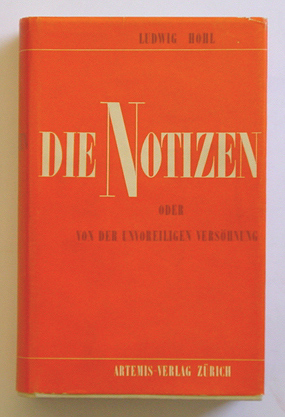 LUDWIG HOHL
DIE NOTIZEN
ODER
VON DER UNVOREILIGEN VERSÖHNUNG
ARTEMIS-VERLAG ZÜRICH